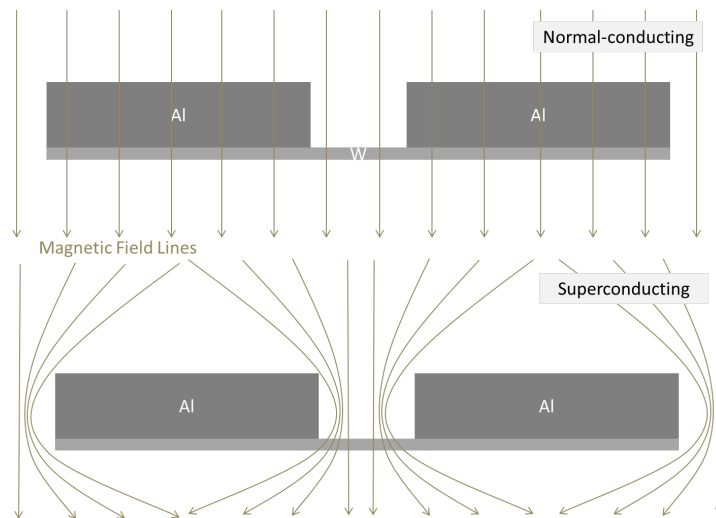 Normal-conducting
Al
Al
W
Magnetic Field Lines
Superconducting
Al
Al